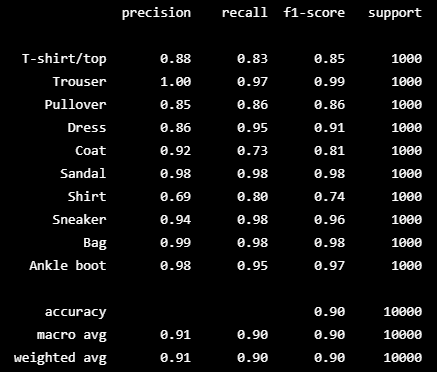 precision recall f1-score support
T-shirt/top 0.88 0.83 0.85 1000
Trouser 1.00 0.97 0.99 1000
Pullover 0.85 0.86 0.86 1000
Dress 0.86 0.95 0.91 1000
Coat 0.92 0.73 0.81 1000
Sandal 0.98 0.98 0.98 1000
Shirt 0.69 0.80 0.74 1000
Sneaker 0.94 0.98 0.96 1000
Bag 0.99 0.98 0.98 1000
Ankle boot 0.98 0.95 0.97 1000
accuracy 0.90 10000
macro avg 0.91 0.90 0.90 10000
weighted avg 0.91 0.90 0.90 10000